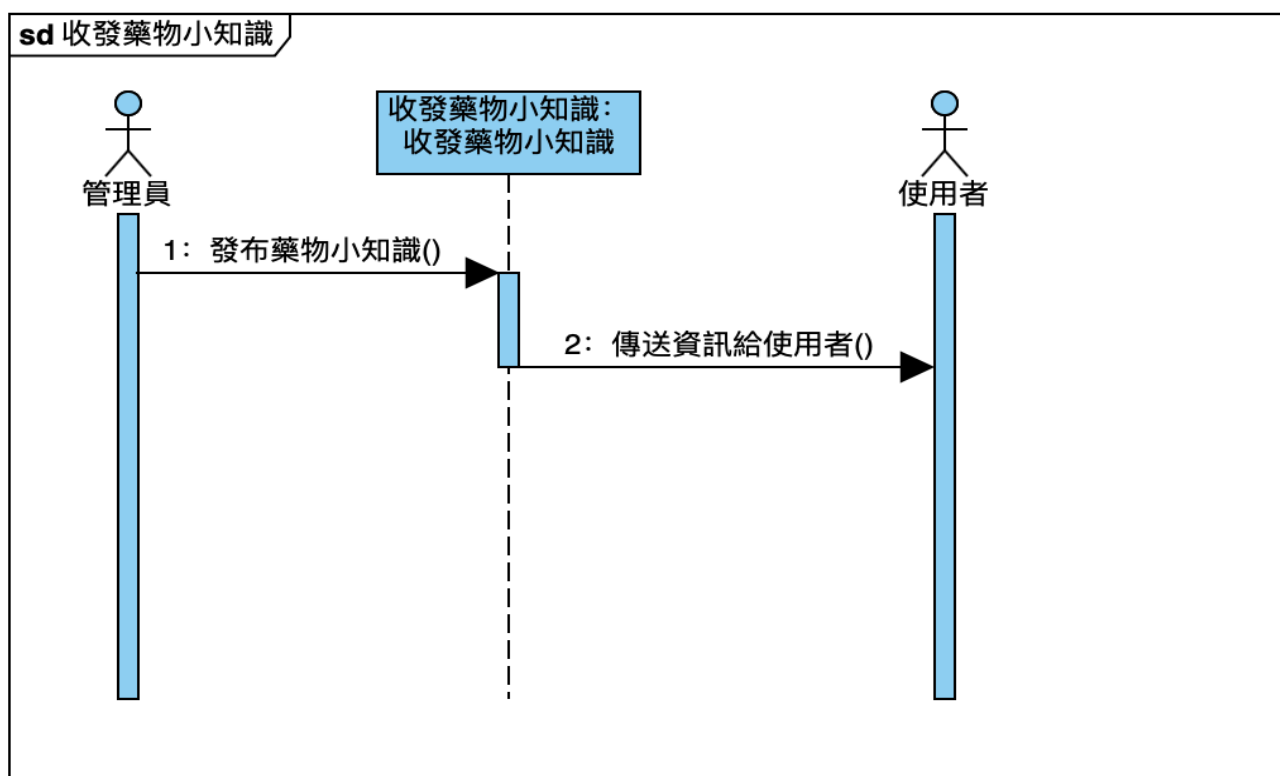 sd 收發藥物小知識
收發藥物小知識：
收發藥物小知識
管理員
使用者
1：發布藥物小知識()
2：傳送資訊給使用者()